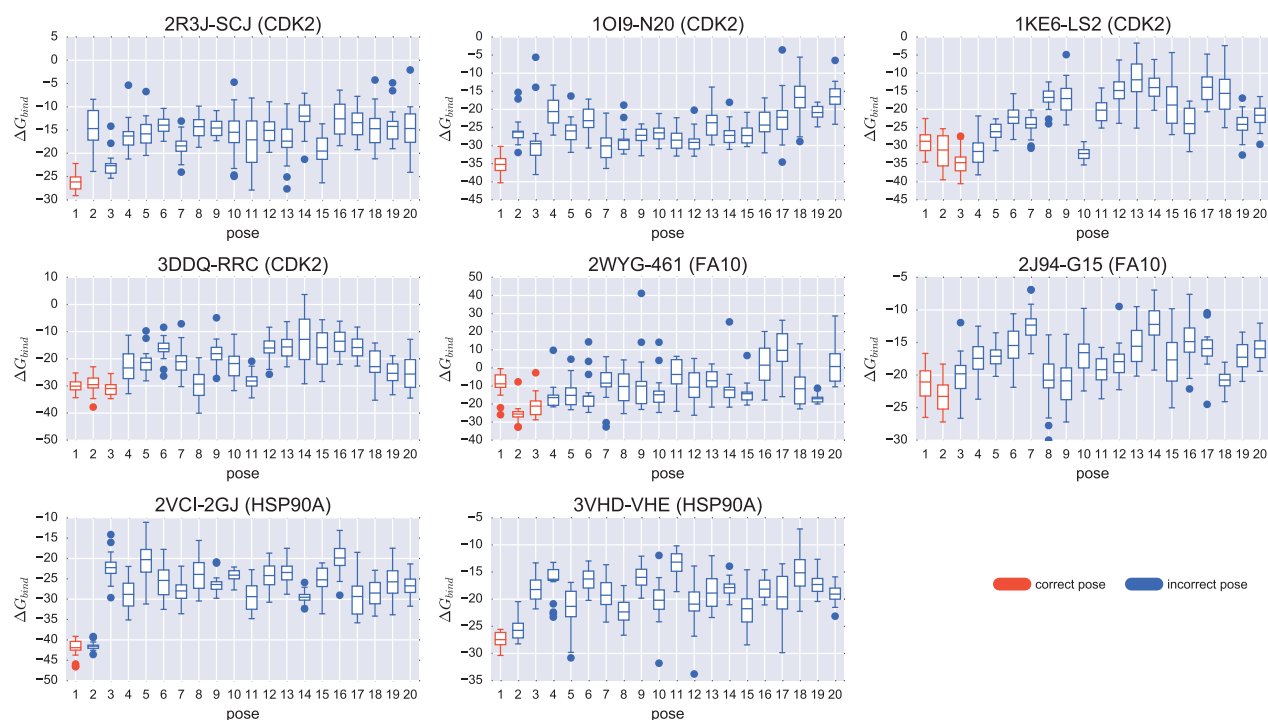 2R3J-SCJ (CDK2)
5
0
−5
−10
−15
−20
−25
−30
ΔG_bind
1 2 3 4 5 6 7 8 9 10 11 12 13 14 15 16 17 18 19 20
pose
1OI9-N20 (CDK2)
0
−5
−10
−15
−20
−25
−30
−35
−40
−45
ΔG_bind
1 2 3 4 5 6 7 8 9 10 11 12 13 14 15 16 17 18 19 20
pose
1KE6-LS2 (CDK2)
0
−5
−10
−15
−20
−25
−30
−35
−40
−45
ΔG_bind
1 2 3 4 5 6 7 8 9 10 11 12 13 14 15 16 17 18 19 20
pose
3DDQ-RRC (CDK2)
10
0
−10
−20
−30
−40
−50
ΔG_bind
1 2 3 4 5 6 7 8 9 10 11 12 13 14 15 16 17 18 19 20
pose
2WYG-461 (FA10)
50
40
30
20
10
0
−10
−20
−30
−40
ΔG_bind
1 2 3 4 5 6 7 8 9 10 11 12 13 14 15 16 17 18 19 20
pose
2J94-G15 (FA10)
−5
−10
−15
−20
−25
−30
ΔG_bind
1 2 3 4 5 6 7 8 9 10 11 12 13 14 15 16 17 18 19 20
pose
2VCI-2GJ (HSP90A)
−10
−15
−20
−25
−30
−35
−40
−45
−50
ΔG_bind
1 2 3 4 5 6 7 8 9 10 11 12 13 14 15 16 17 18 19 20
pose
3VHD-VHE (HSP90A)
−5
−10
−15
−20
−25
−30
−35
ΔG_bind
1 2 3 4 5 6 7 8 9 10 11 12 13 14 15 16 17 18 19 20
pose
correct pose incorrect pose